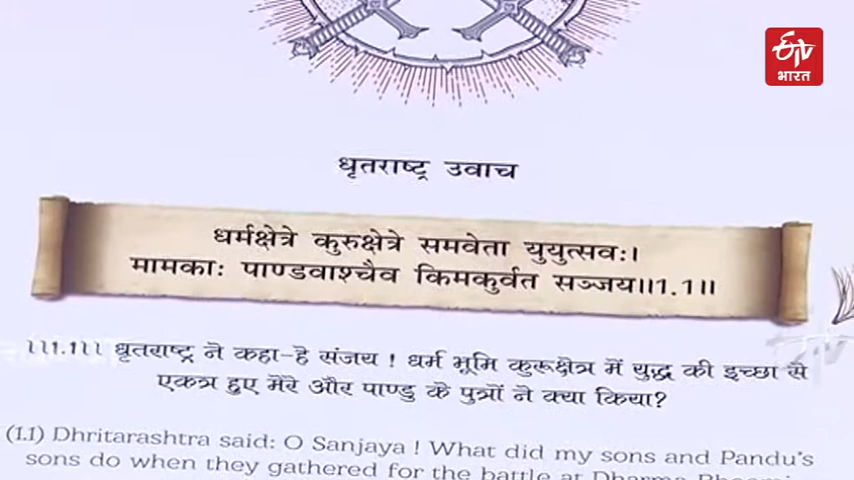 ETV
भारत
धृतराष्ट्र उवाच
धर्मक्षेत्रे कुरुक्षेत्रे समवेता युयुत्सवः।
मामकाः पाण्डवाश्चैव किमकुर्वत सञ्जय॥1.1॥
।।1.1।। धृतराष्ट्र ने कहा-हे संजय ! धर्म भूमि कुरूक्षेत्र में युद्ध की इच्छा से
एकत्र हुए मेरे और पाण्डु के पुत्रों ने क्या किया?
(1.1) Dhritarashtra said: O Sanjaya ! What did my sons and Pandu's
sons do when they gathered for the battle at Dharma